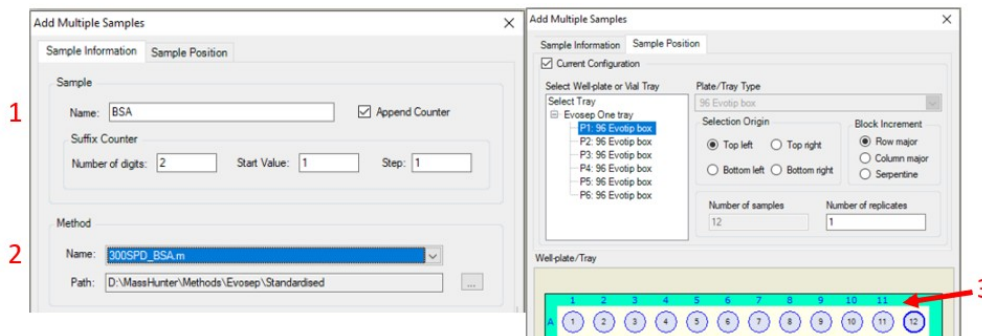 Add Multiple Samples
Sample Information Sample Position
Sample
1
Name: BSA Append Counter
Suffix Counter
Number of digits: 2 Start Value: 1 Step: 1
Method
2
Name: 300SPD_BSA.m
Path: D:\MassHunter\Methods\Evosep\Standardised ...
Add Multiple Samples
Sample Information Sample Position
Current Configuration
Select Well-plate or Vial Tray
Select Tray
Evosep One tray
P1: 96 Evotip box
P2: 96 Evotip box
P3: 96 Evotip box
P4: 96 Evotip box
P5: 96 Evotip box
P6: 96 Evotip box
Plate/Tray Type
96 Evotip box
Selection Origin
Top left Top right
Bottom left Bottom right
Block Increment
Row major
Column major
Serpentine
Number of samples Number of replicates
12 1
Well-plate/Tray
3
1 2 3 4 5 6 7 8 9 10 11
A 1 2 3 4 5 6 7 8 9 10 11 12